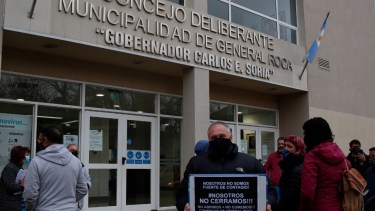 CONCEJO DELIBERANTE
MUNICIPALIDAD DE GENERAL ROCA
"GOBERNADOR CARLOS E. SORIA"
NOSOTROS NO SOMOS
FUENTE DE CONTAGIO!
#NOSOTROS
NO CERRAMOS!!!